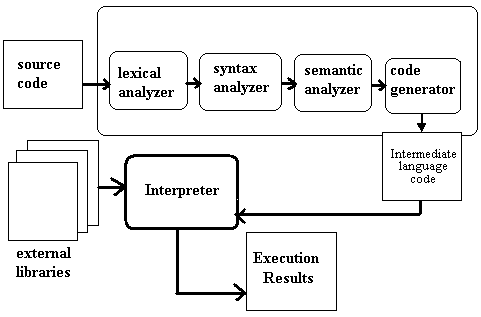 source
code
lexical
analyzer
syntax
analyzer
semantic
analyzer
code
generator
Intermediate
language
code
Interpreter
external
libraries
Execution
Results